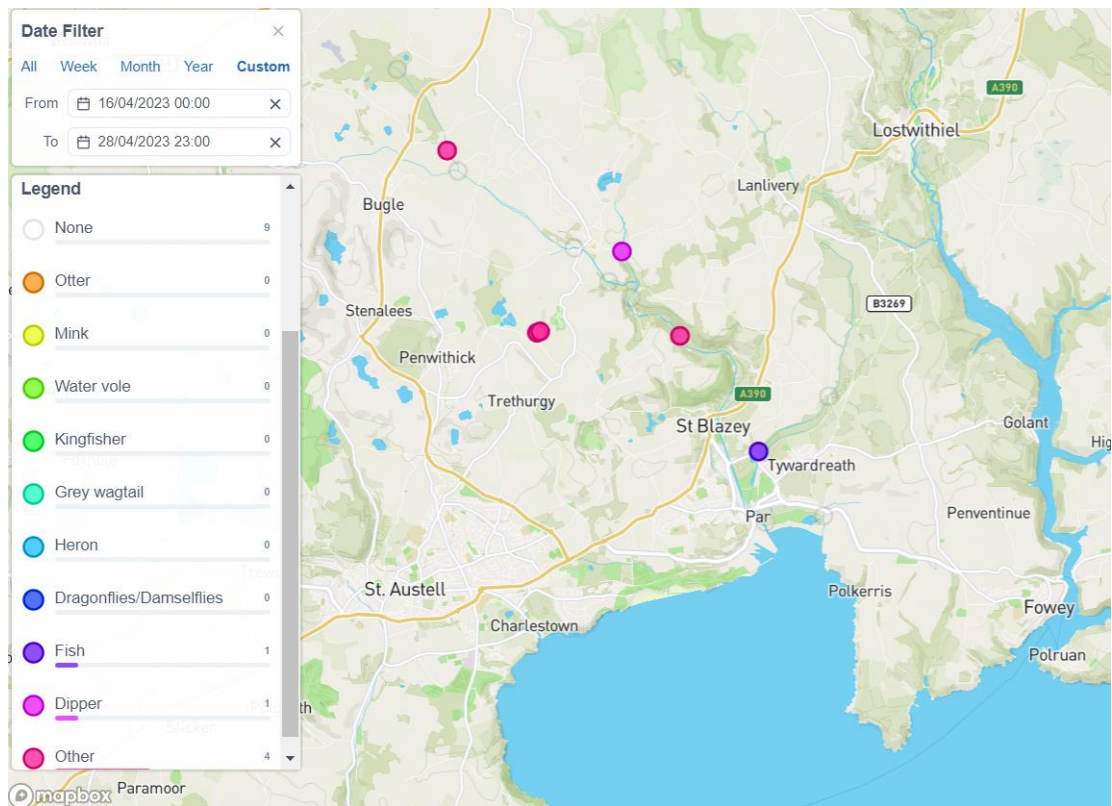 Date Filter
All Week Month Year Custom
From 16/04/2023 00:00
To 28/04/2023 23:00
Legend
None 9
Otter 0
Mink 0
Water vole 0
Kingfisher 0
Grey wagtail 0
Heron 0
Dragonflies/Damselflies 0
Fish 1
Dipper 1
Other 4
A390
Lostwithiel
Lanlivery
Bugle
B3269
Stenalees
Penwithick
Trethurgy
A390
St Blazey
Golant
Tywardreath
Par
Penventinue
St. Austell
Polkerris
Fowey
Charlestown
Polruan
Paramoor
mapbox